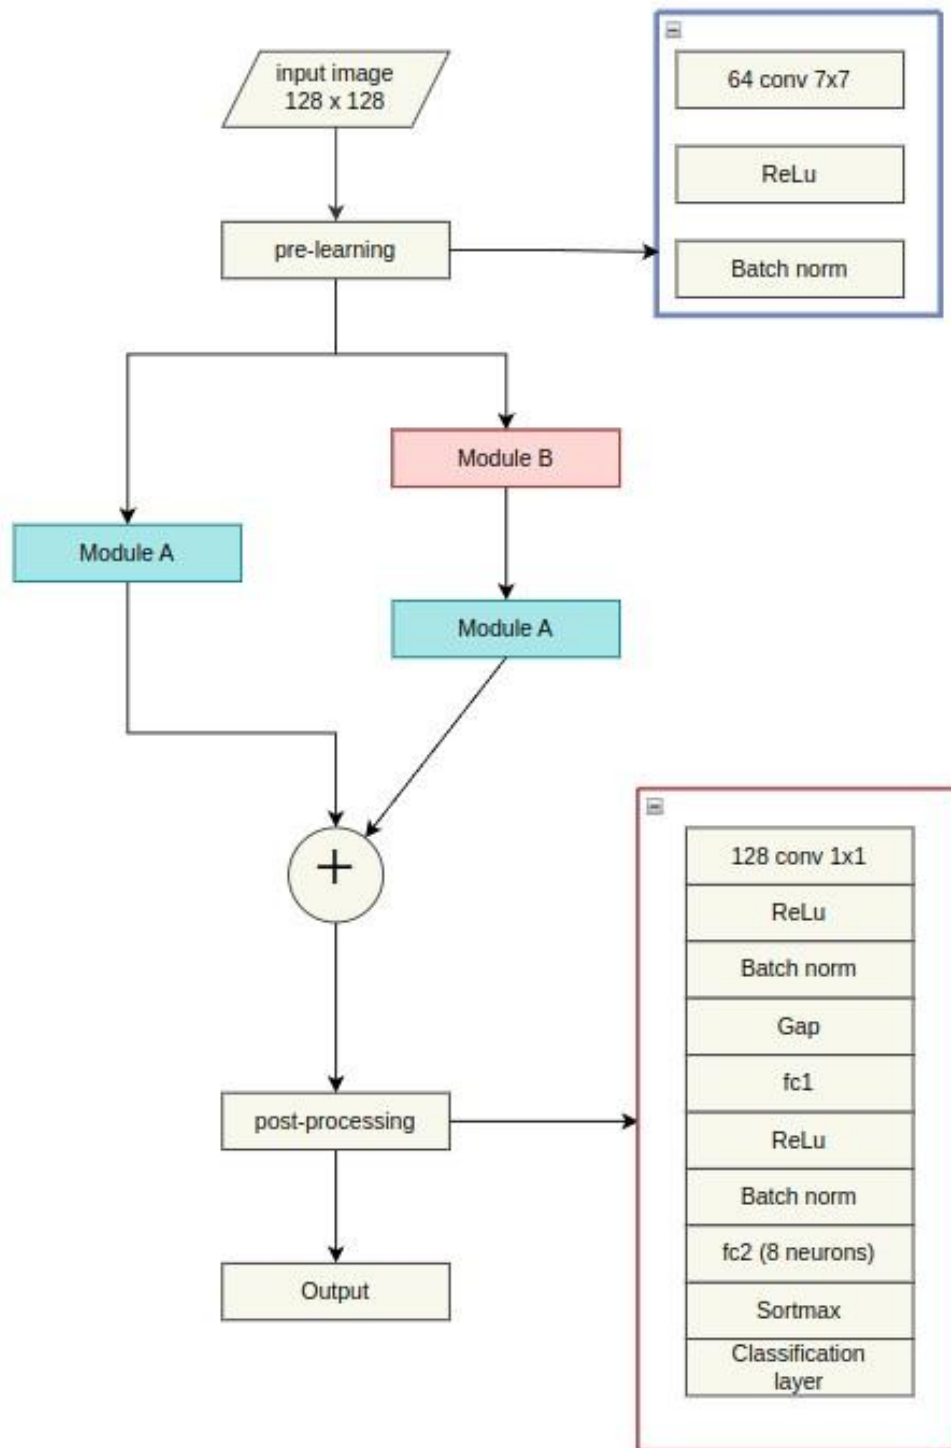 input image
128 x 128
pre-learning
64 conv 7x7
ReLu
Batch norm
Module B
Module A
Module A
+
post-processing
Output
128 conv 1x1
ReLu
Batch norm
Gap
fc1
ReLu
Batch norm
fc2 (8 neurons)
Sortmax
Classification
layer